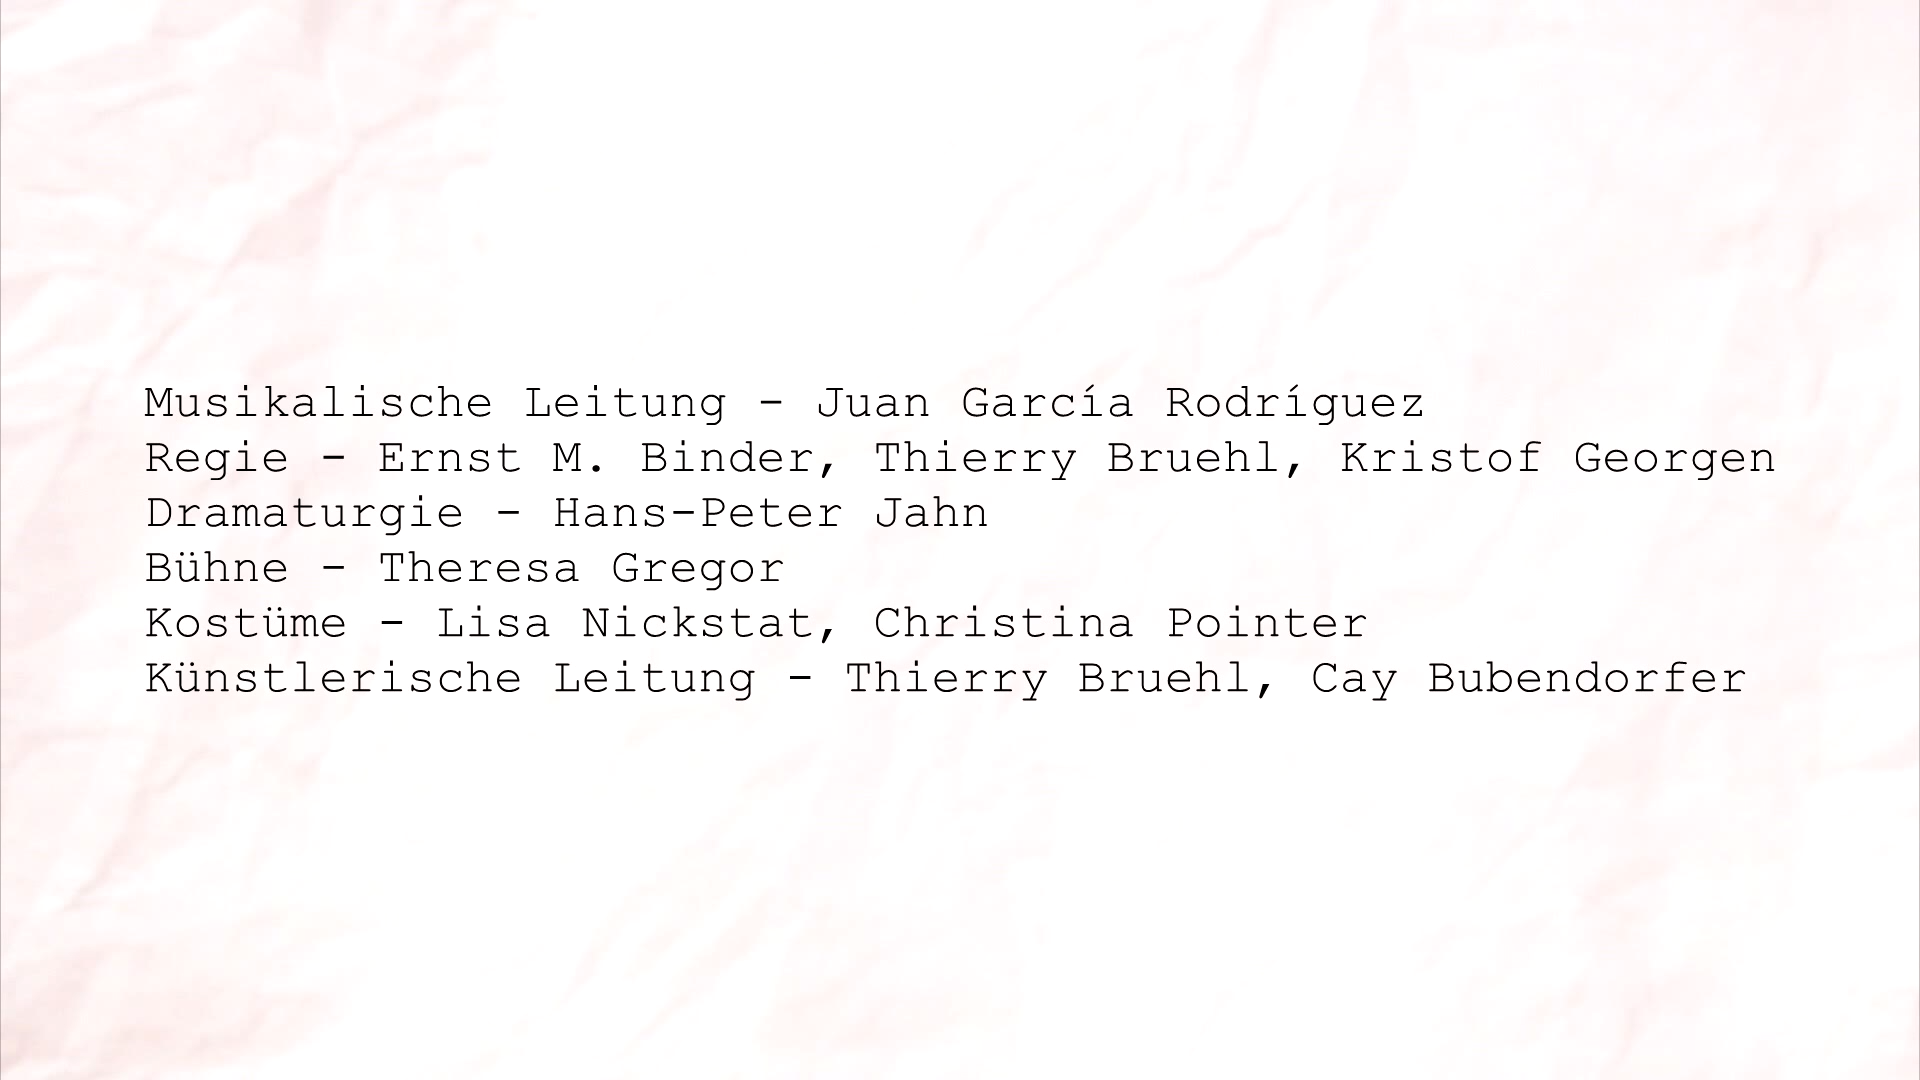 Musikalische Leitung - Juan García Rodríguez
Regie - Ernst M. Binder, Thierry Bruehl, Kristof Georgen
Dramaturgie - Hans-Peter Jahn
Bühne - Theresa Gregor
Kostüme - Lisa Nickstat, Christina Pointer
Künstlerische Leitung - Thierry Bruehl, Cay Bubendorfer